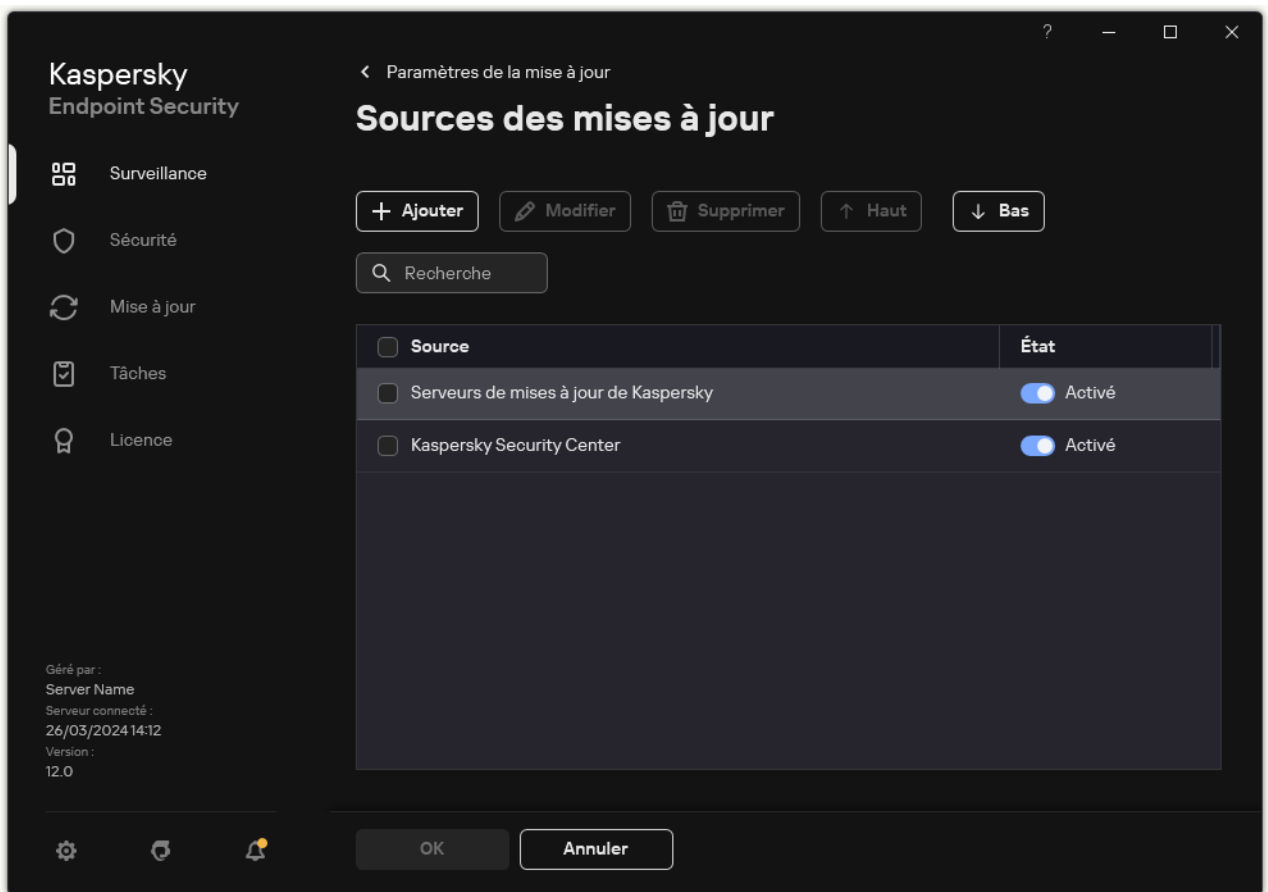 ?
Kaspersky
Endpoint Security
Surveillance
Sécurité
Mise à jour
Tâches
Licence
Géré par :
Server Name
Serveur connecté :
26/03/2024 14:12
Version :
12.0
Paramètres de la mise à jour
Sources des mises à jour
Ajouter Modifier Supprimer Haut Bas
Recherche
Source État
Serveurs de mises à jour de Kaspersky Activé
Kaspersky Security Center Activé
OK Annuler